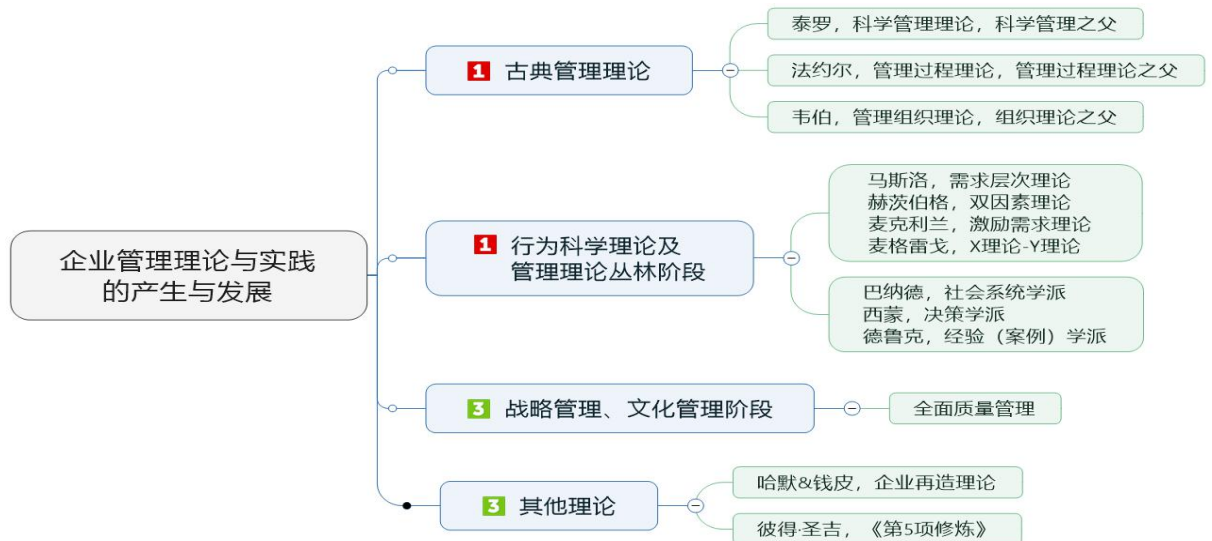 企业管理理论与实践
的产生与发展
1 古典管理理论
泰罗，科学管理理论，科学管理之父
法约尔，管理过程理论，管理过程理论之父
韦伯，管理组织理论，组织理论之父
1 行为科学理论及
管理理论丛林阶段
马斯洛，需求层次理论
赫茨伯格，双因素理论
麦克利兰，激励需求理论
麦格雷戈，X理论-Y理论
巴纳德，社会系统学派
西蒙，决策学派
德鲁克，经验（案例）学派
3 战略管理、文化管理阶段
全面质量管理
3 其他理论
哈默&钱皮，企业再造理论
彼得·圣吉，《第5项修炼》